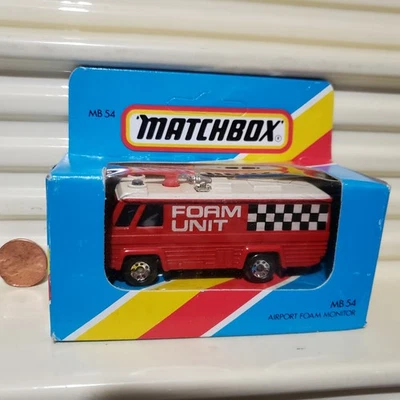 MB 54
MATCHBOX
FOAM
UNIT
MB-54
AIRPORT FOAM MONITOR